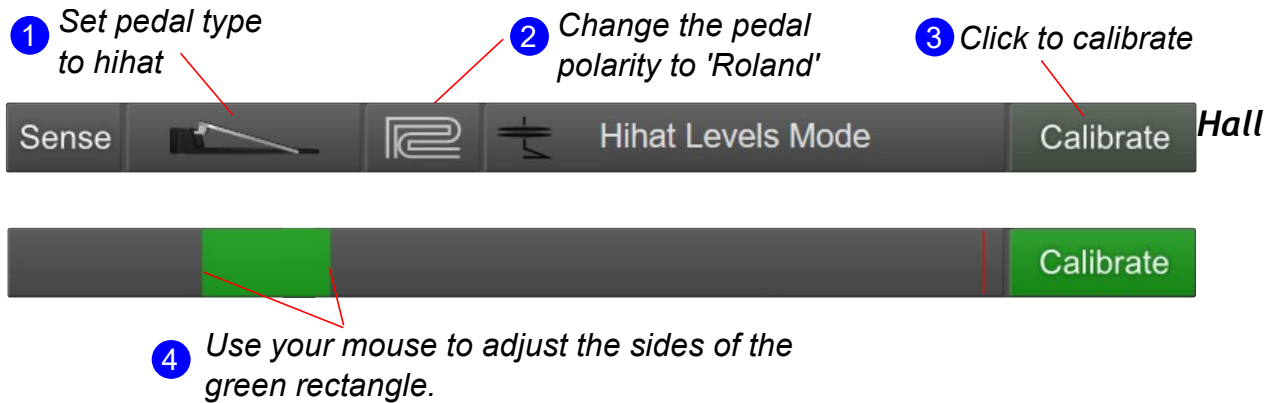 1 Set pedal type
to hihat
2 Change the pedal
polarity to 'Roland'
3 Click to calibrate
Sense Hihat Levels Mode Calibrate Hall
Calibrate
4 Use your mouse to adjust the sides of the
green rectangle.